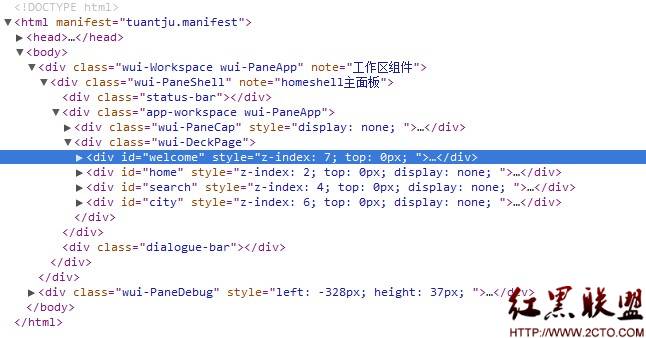 <!DOCTYPE html>
▼<html manifest="tuantju.manifest">
▶<head>…</head>
▼<body>
▼<div class="wui-Workspace wui-PaneApp" note="工作区组件">
▼<div class="wui-PaneShell" note="homeshell主面板">
<div class="status-bar"></div>
▼<div class="app-workspace wui-PaneApp">
▶<div class="wui-PaneCap" style="display: none; ">…</div>
▼<div class="wui-DeckPage">
▶<div id="welcome" style="z-index: 7; top: 0px; ">…</div>
▶<div id="home" style="z-index: 2; top: 0px; display: none; ">…</div>
▶<div id="search" style="z-index: 4; top: 0px; display: none; ">…</div>
▶<div id="city" style="z-index: 6; top: 0px; display: none; ">…</div>
</div>
</div>
<div class="dialogue-bar"></div>
</div>
</div>
▶<div class="wui-PaneDebug" style="left: -328px; height: 37px; ">…</div>
</body>
</html>
红黑联盟
HTTP://WWW.2CTO.COM